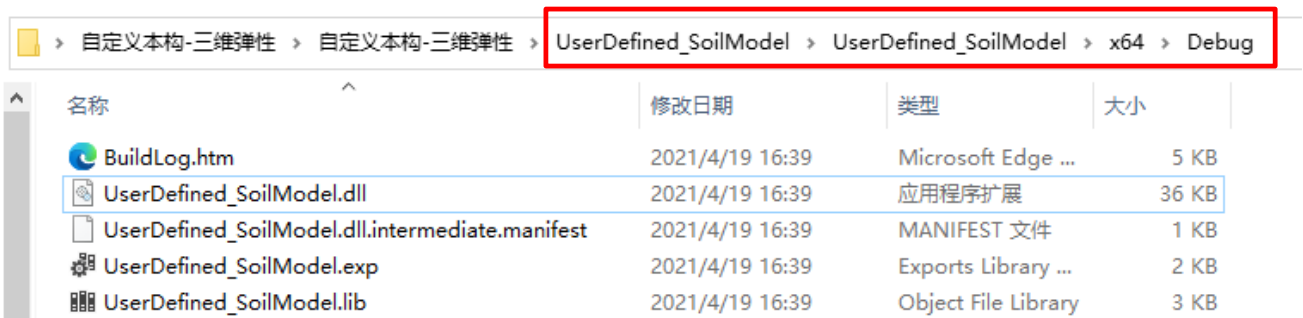 自定义本构-三维弹性 > 自定义本构-三维弹性 > UserDefined_SoilModel > UserDefined_SoilModel > x64 > Debug
名称 修改日期 类型 大小
BuildLog.htm 2021/4/19 16:39 Microsoft Edge ... 5 KB
UserDefined_SoilModel.dll 2021/4/19 16:39 应用程序扩展 36 KB
UserDefined_SoilModel.dll.intermediate.manifest 2021/4/19 16:39 MANIFEST 文件 1 KB
UserDefined_SoilModel.exp 2021/4/19 16:39 Exports Library ... 2 KB
UserDefined_SoilModel.lib 2021/4/19 16:39 Object File Library 3 KB